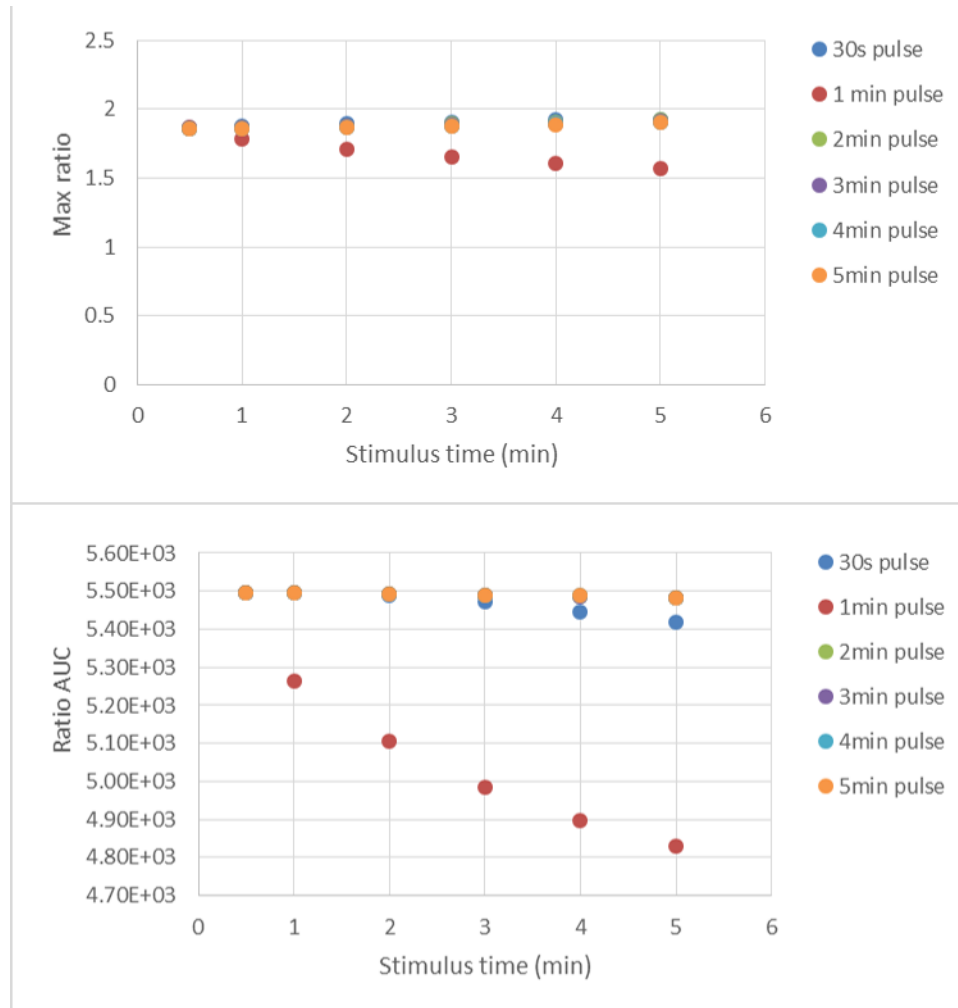 2.5
2
1.5
1
0.5
0
0
1
2
3
4
5
6
Max ratio
Stimulus time (min)
30s pulse
1 min pulse
2min pulse
3min pulse
4min pulse
5min pulse
5.60E+03
5.50E+03
5.40E+03
5.30E+03
5.20E+03
5.10E+03
5.00E+03
4.90E+03
4.80E+03
4.70E+03
0
1
2
3
4
5
6
Ratio AUC
Stimulus time (min)
30s pulse
1min pulse
2min pulse
3min pulse
4min pulse
5min pulse